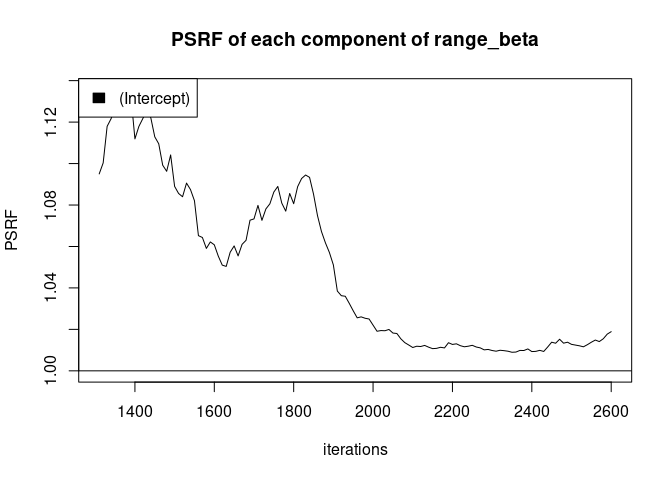 PSRF of each component of range_beta
(Intercept)
PSRF
1.12
1.08
1.04
1.00
1400 1600 1800 2000 2200 2400 2600
iterations